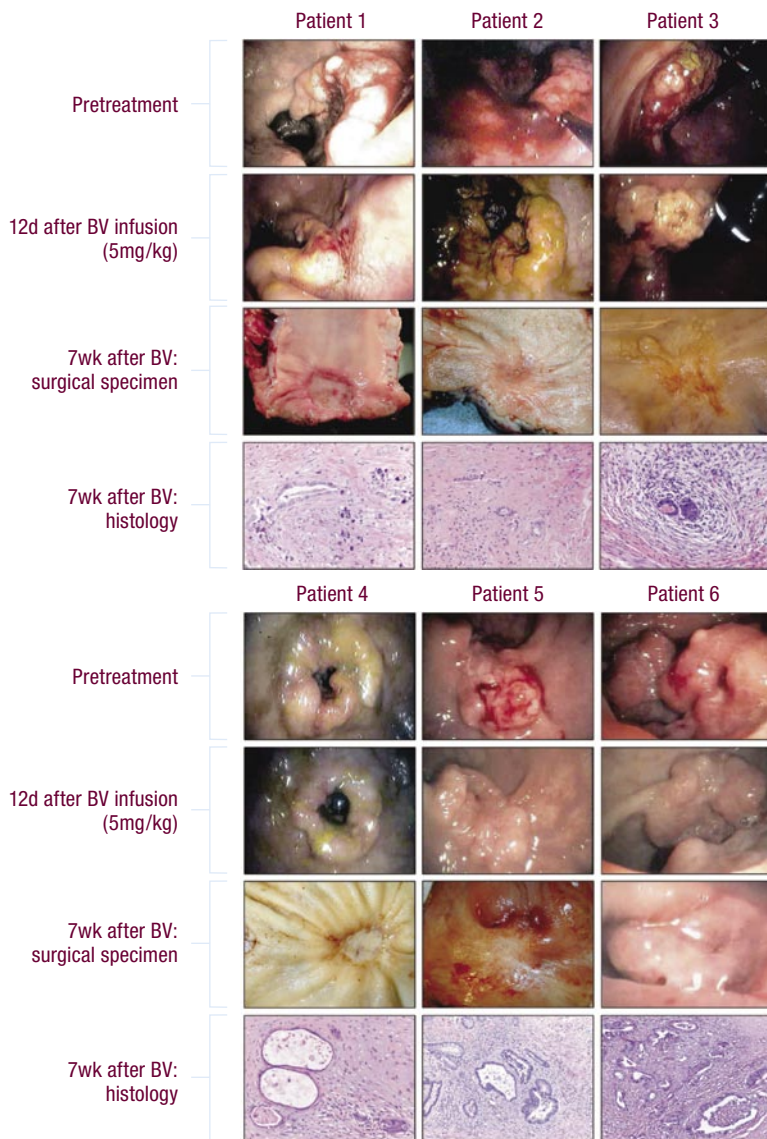 Patient 1 Patient 2 Patient 3
Pretreatment
12d after BV infusion
(5mg/kg)
7wk after BV:
surgical specimen
7wk after BV:
histology
Patient 4 Patient 5 Patient 6
Pretreatment
12d after BV infusion
(5mg/kg)
7wk after BV:
surgical specimen
7wk after BV:
histology